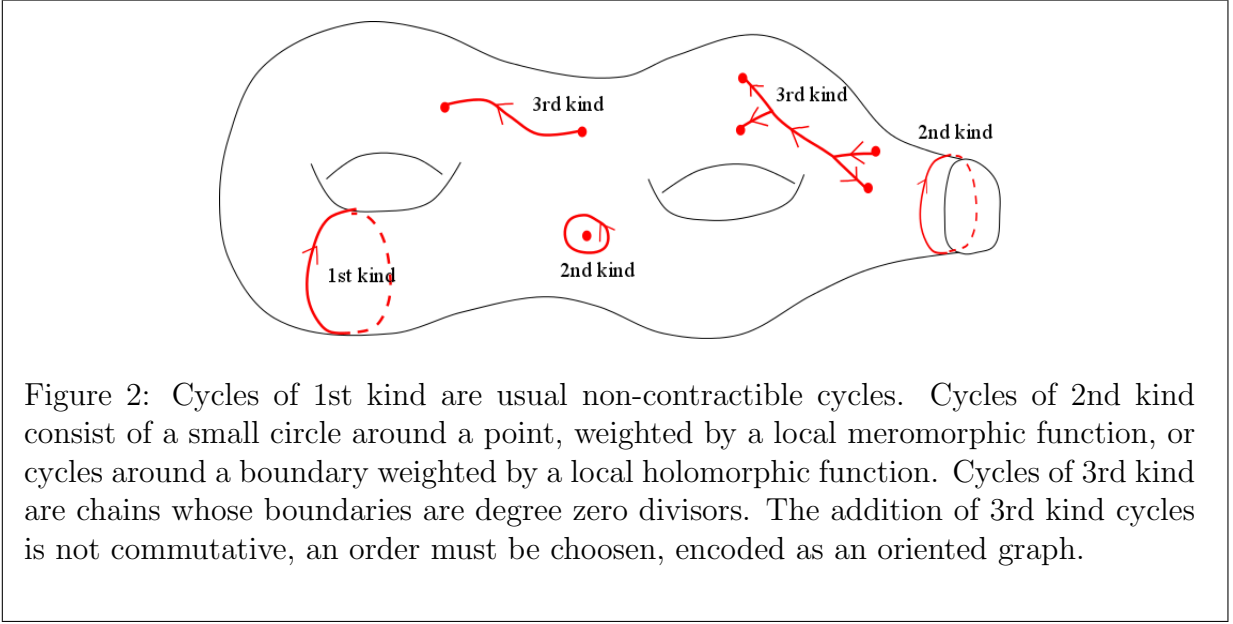 3rd kind
3rd kind
2nd kind
1st kind
2nd kind
Figure 2: Cycles of 1st kind are usual non-contractible cycles. Cycles of 2nd kind
consist of a small circle around a point, weighted by a local meromorphic function, or
cycles around a boundary weighted by a local holomorphic function. Cycles of 3rd kind
are chains whose boundaries are degree zero divisors. The addition of 3rd kind cycles
is not commutative, an order must be choosen, encoded as an oriented graph.